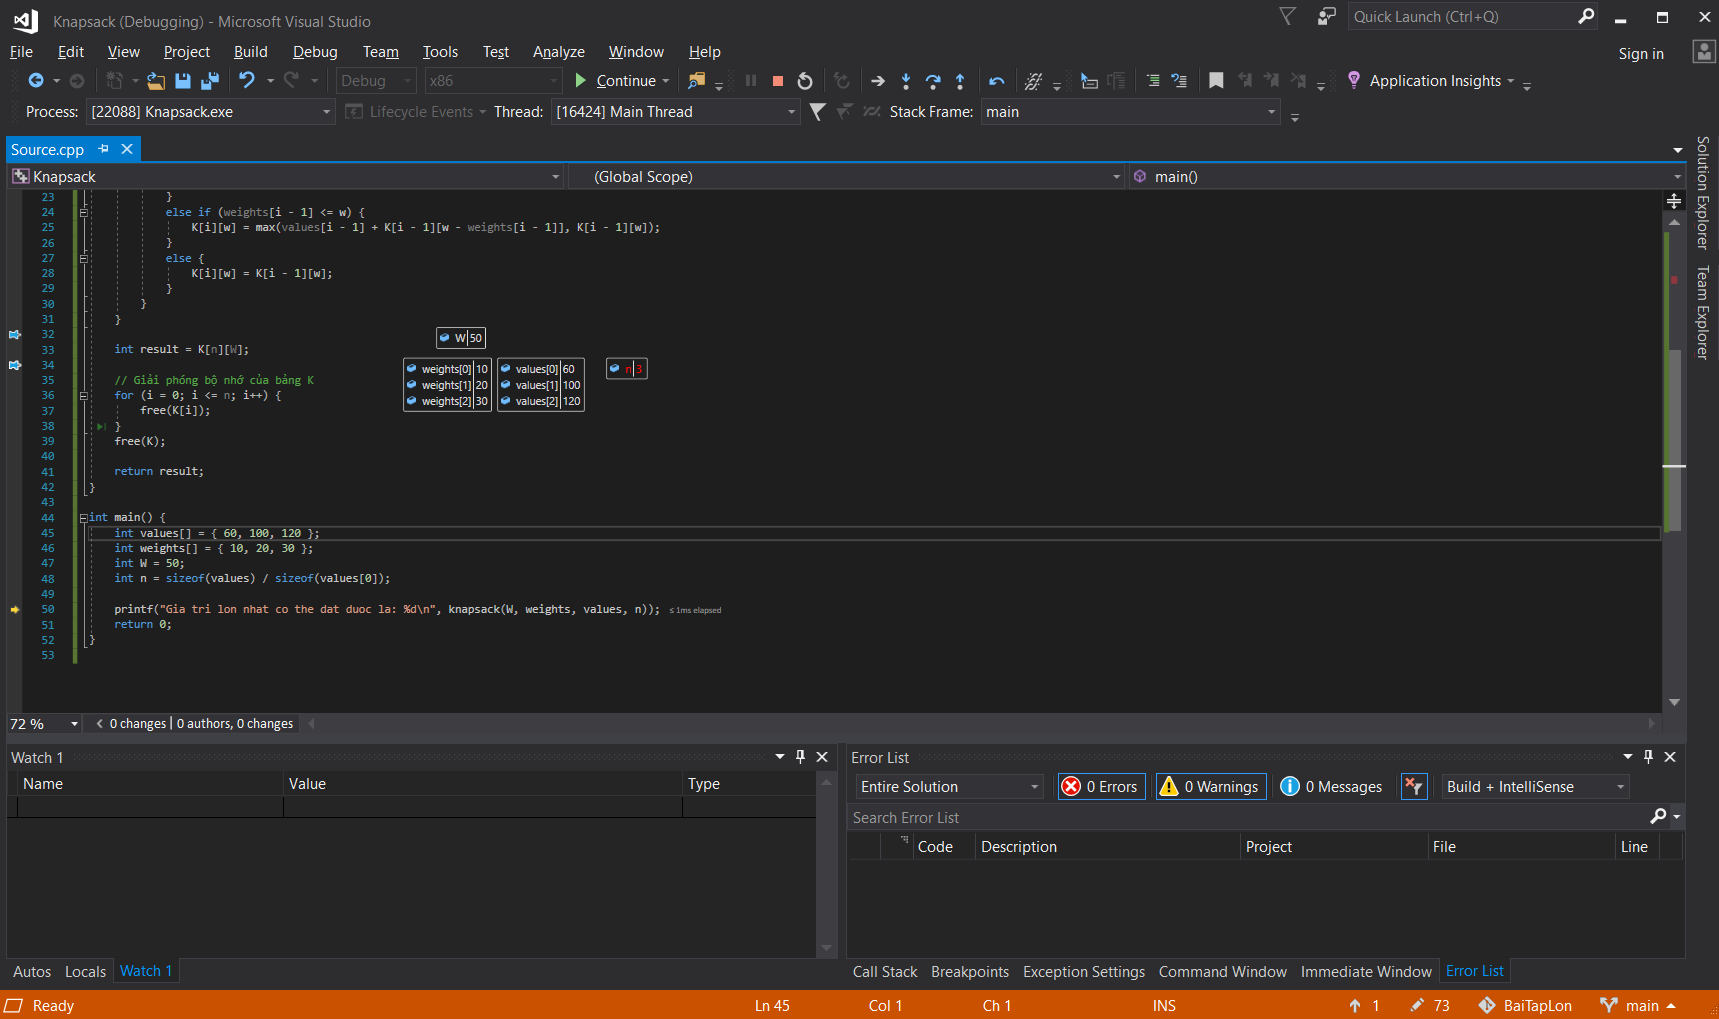 Knapsack (Debugging) - Microsoft Visual Studio
Quick Launch (Ctrl+Q)
File Edit View Project Build Debug Team Tools Test Analyze Window Help
Sign in
Debug x86 Continue Application Insights
Process: [22088] Knapsack.exe Lifecycle Events Thread: [16424] Main Thread Stack Frame: main
Source.cpp
Knapsack (Global Scope) main()
Solution Explorer
Team Explorer
23 }
24 else if (weights[i - 1] <= w) {
25 K[i][w] = max(values[i - 1] + K[i - 1][w - weights[i - 1]], K[i - 1][w]);
26 }
27 else {
28 K[i][w] = K[i - 1][w];
29 }
30 }
31 }
32
W 50
33 int result = K[n][W];
34
weights[0] 10 values[0] 60 n 3
weights[1] 20 values[1] 100
weights[2] 30 values[2] 120
35 // Giải phóng bộ nhớ của bảng K
36 for (i = 0; i <= n; i++) {
37 free(K[i]);
38 }
39 free(K);
40
41 return result;
42 }
43
44 int main() {
45 int values[] = { 60, 100, 120 };
46 int weights[] = { 10, 20, 30 };
47 int W = 50;
48 int n = sizeof(values) / sizeof(values[0]);
49
50 printf("Gia tri lon nhat co the dat duoc la: %d\n", knapsack(W, weights, values, n)); ≤ 1ms elapsed
51 return 0;
52 }
53
72 % 0 changes | 0 authors, 0 changes
Watch 1
Name Value Type
Autos Locals Watch 1
Error List
Entire Solution 0 Errors 0 Warnings 0 Messages Build + IntelliSense
Search Error List
Code Description Project File Line
Call Stack Breakpoints Exception Settings Command Window Immediate Window Error List
Ready Ln 45 Col 1 Ch 1 INS 1 73 BaiTapLon main